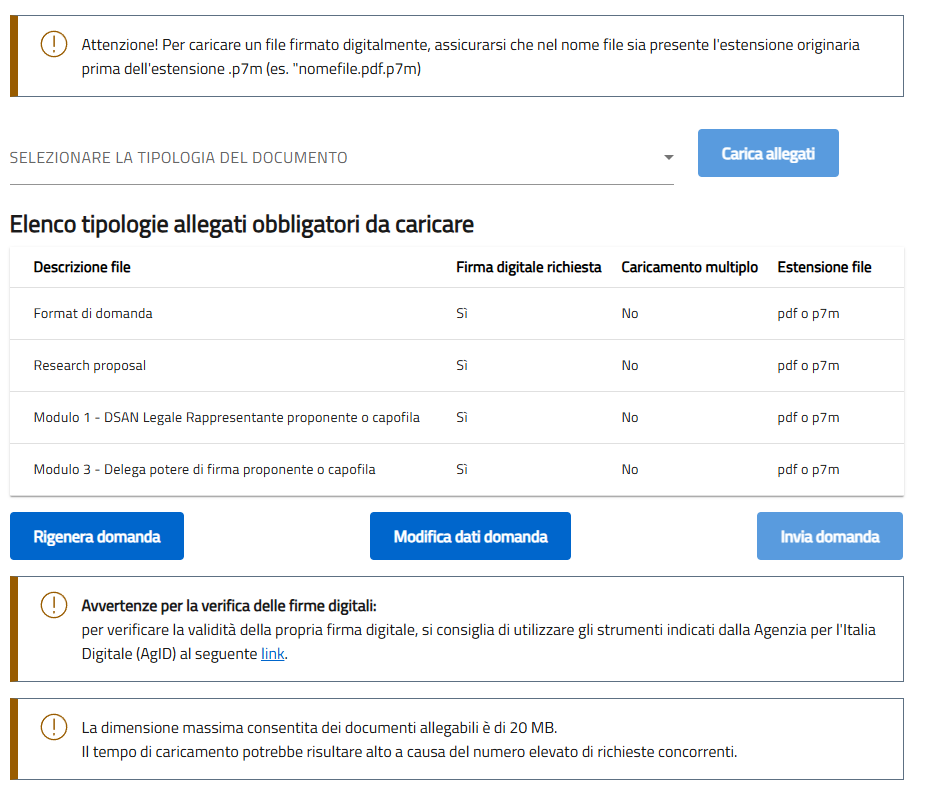 Attenzione! Per caricare un file firmato digitalmente, assicurarsi che nel nome file sia presente l'estensione originaria
prima dell'estensione .p7m (es. "nomefile.pdf.p7m)
SELEZIONARE LA TIPOLOGIA DEL DOCUMENTO
Carica allegati
Elenco tipologie allegati obbligatori da caricare
Descrizione file Firma digitale richiesta Caricamento multiplo Estensione file
Format di domanda Sì No pdf o p7m
Research proposal Sì No pdf o p7m
Modulo 1 - DSAN Legale Rappresentante proponente o capofila Sì No pdf o p7m
Modulo 3 - Delega potere di firma proponente o capofila Sì No pdf o p7m
Rigenera domanda Modifica dati domanda Invia domanda
Avvertenze per la verifica delle firme digitali:
per verificare la validità della propria firma digitale, si consiglia di utilizzare gli strumenti indicati dalla Agenzia per l'Italia
Digitale (AgID) al seguente link.
La dimensione massima consentita dei documenti allegabili è di 20 MB.
Il tempo di caricamento potrebbe risultare alto a causa del numero elevato di richieste concorrenti.